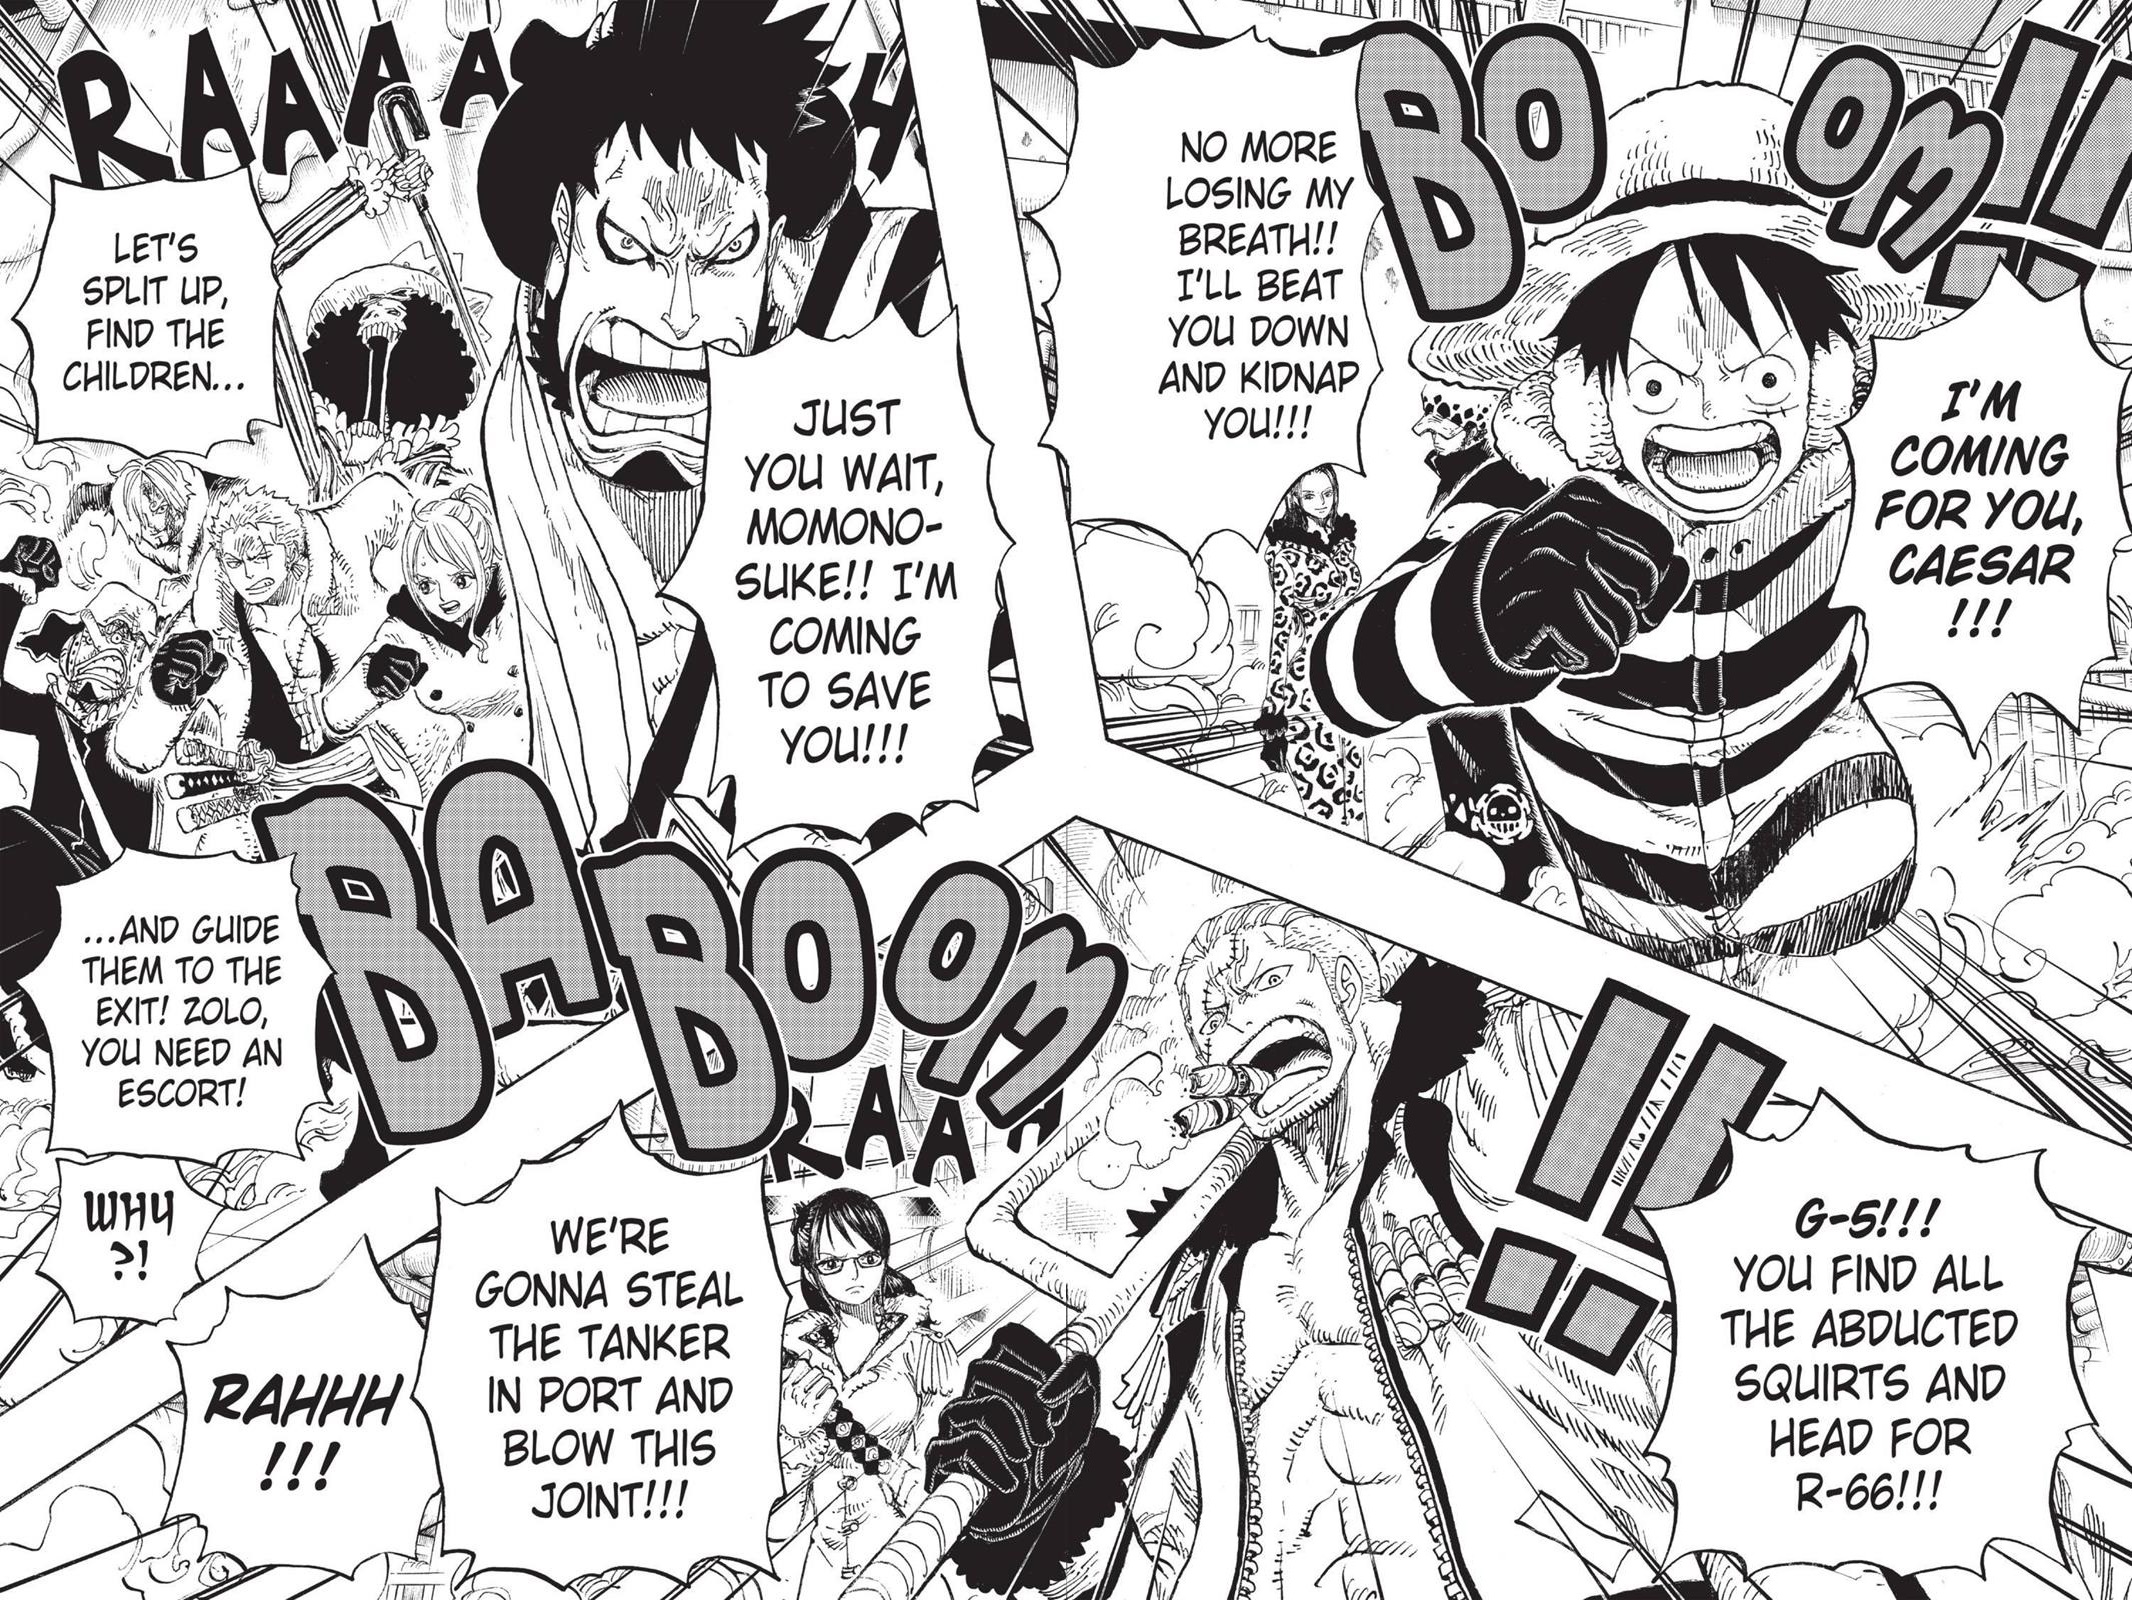 BOOM!!
I'M
COMING
FOR YOU,
CAESAR
!!!
NO MORE
LOSING MY
BREATH!!
I'LL BEAT
YOU DOWN
AND KIDNAP
YOU!!!
RAAAA
H
JUST
YOU WAIT,
MOMONO-
SUKE!! I'M
COMING
TO SAVE
YOU!!!
LET'S
SPLIT UP,
FIND THE
CHILDREN...
...AND GUIDE
THEM TO THE
EXIT! ZOLO,
YOU NEED AN
ESCORT!
WHY
?!
BABOOM!!
RAAH
G-5!!!
YOU FIND ALL
THE ABDUCTED
SQUIRTS AND
HEAD FOR
R-66!!!
WE'RE
GONNA STEAL
THE TANKER
IN PORT AND
BLOW THIS
JOINT!!!
RAHHH
!!!